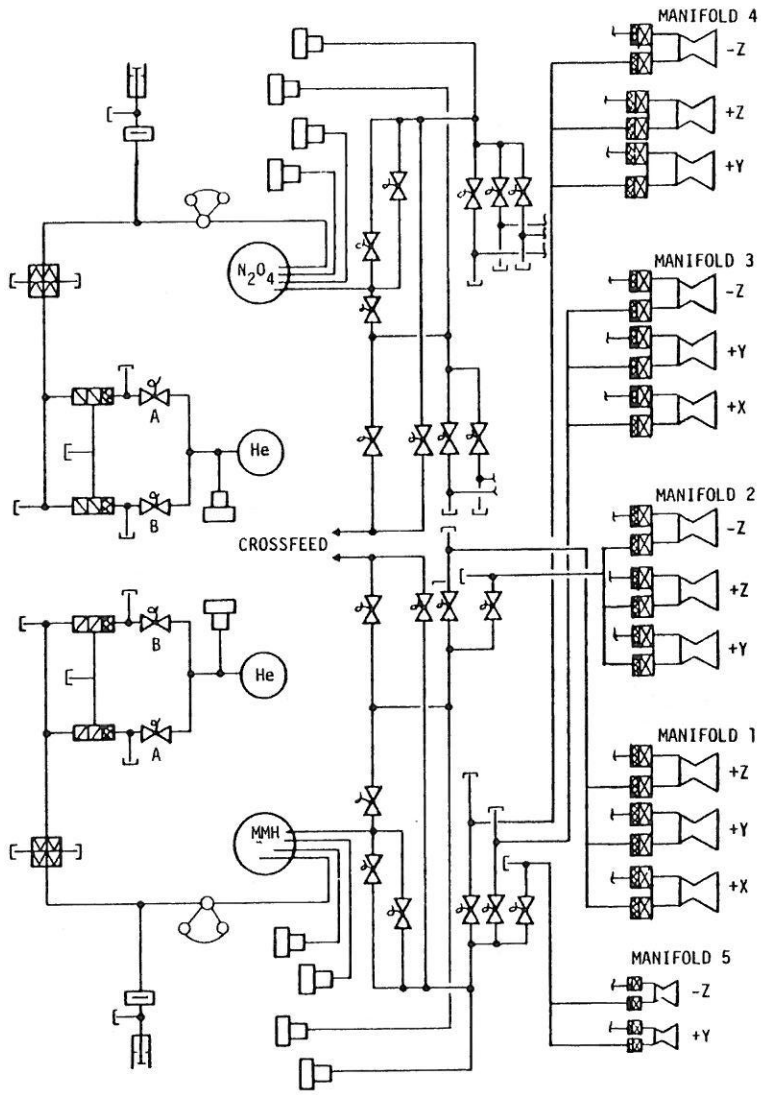 MANIFOLD 4
-Z
+Z
+Y
N2O4
MANIFOLD 3
-Z
+Y
+X
A
He
B
MANIFOLD 2
CROSSFEED
-Z
+Z
+Y
B
He
A
MANIFOLD 1
+Z
+Y
+X
MMH
MANIFOLD 5
-Z
+Y